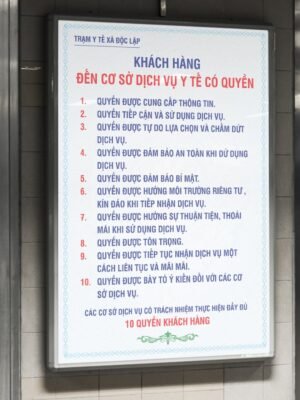 TRẠM Y TẾ XÃ ĐỘC LẬP
KHÁCH HÀNG
ĐẾN CƠ SỞ DỊCH VỤ Y TẾ CÓ QUYỀN
1. QUYỀN ĐƯỢC CUNG CẤP THÔNG TIN.
2. QUYỀN TIẾP CẬN VÀ SỬ DỤNG DỊCH VỤ.
3. QUYỀN ĐƯỢC TỰ DO LỰA CHỌN VÀ CHẤM DỨT
DỊCH VỤ.
4. QUYỀN ĐƯỢC ĐẢM BẢO AN TOÀN KHI SỬ DỤNG
DỊCH VỤ.
5. QUYỀN ĐƯỢC ĐẢM BẢO BÍ MẬT.
6. QUYỀN ĐƯỢC HƯỞNG MÔI TRƯỜNG RIÊNG TƯ,
KÍN ĐÁO KHI TIẾP NHẬN DỊCH VỤ.
7. QUYỀN ĐƯỢC HƯỞNG SỰ THUẬN TIỆN, THOẢI
MÁI KHI SỬ DỤNG DỊCH VỤ.
8. QUYỀN ĐƯỢC TÔN TRỌNG.
9. QUYỀN ĐƯỢC TIẾP TỤC NHẬN DỊCH VỤ MỘT
CÁCH LIÊN TỤC VÀ MÃI MÃI.
10. QUYỀN ĐƯỢC BÀY TỎ Ý KIẾN ĐỐI VỚI CÁC CƠ
SỞ DỊCH VỤ.
CÁC CƠ SỞ DỊCH VỤ CÓ TRÁCH NHIỆM THỰC HIỆN ĐẦY ĐỦ
10 QUYỀN KHÁCH HÀNG